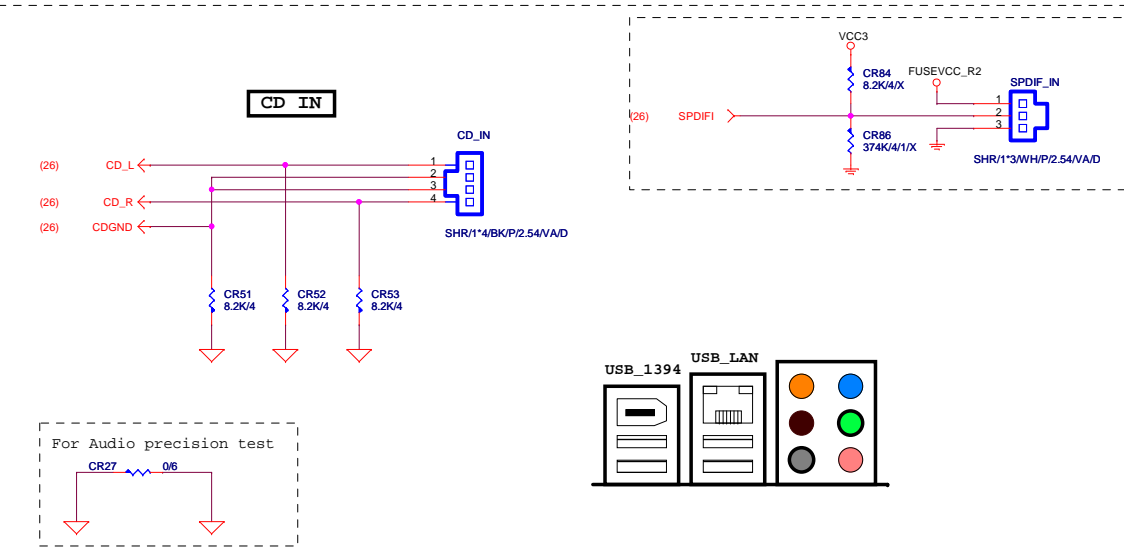 VCC3
CR84
8.2K/4/X
FUSEVCC_R2
SPDIF_IN
1
2
3
(26) SPDIFI
CR86
374K/4/1/X
SHR/1*3/WH/P/2.54/VA/D
CD IN
CD_IN
(26) CD_L
1
2
3
(26) CD_R
4
(26) CDGND
SHR/1*4/BK/P/2.54/VA/D
CR51
8.2K/4
CR52
8.2K/4
CR53
8.2K/4
USB_1394
USB_LAN
For Audio precision test
CR27 0/6